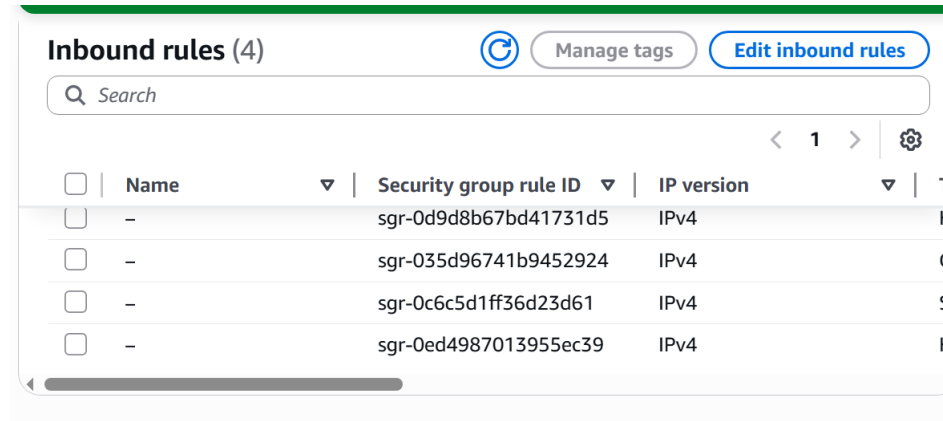 Inbound rules (4) Manage tags Edit inbound rules
Search
1
Name Security group rule ID IP version
– sgr-0d9d8b67bd41731d5 IPv4
– sgr-035d96741b9452924 IPv4
– sgr-0c6c5d1ff36d23d61 IPv4
– sgr-0ed4987013955ec39 IPv4